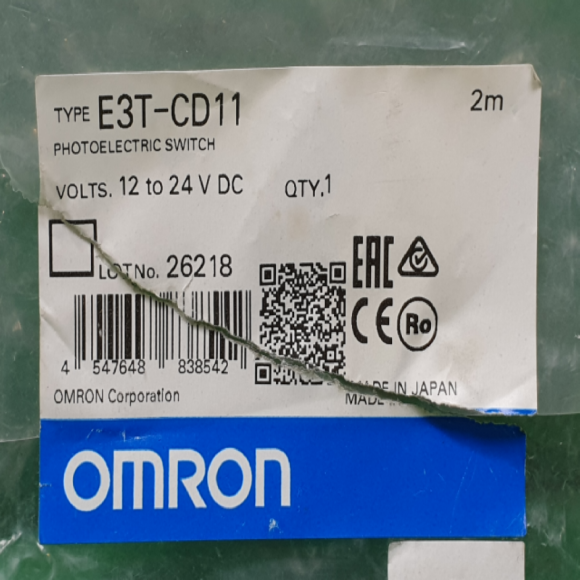 TYPE E3T-CD11 2m
PHOTOELECTRIC SWITCH
VOLTS. 12 to 24 V DC QTY.1
LOT No. 26218
EAC
CE Ro
4 547648 838542
OMRON Corporation MADE IN JAPAN
OMRON